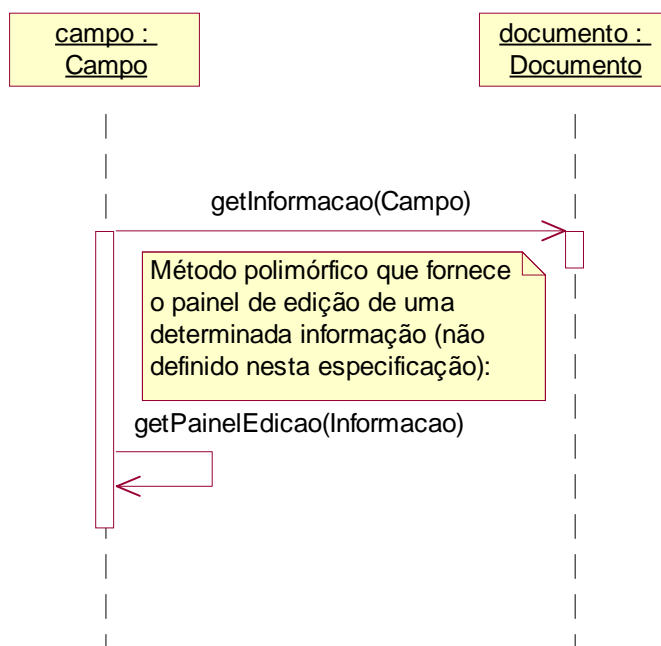 campo :
Campo
documento :
Documento
getInformacao(Campo)
Método polimórfico que fornece
o painel de edição de uma
determinada informação (não
definido nesta especificação):
getPainelEdicao(Informacao)